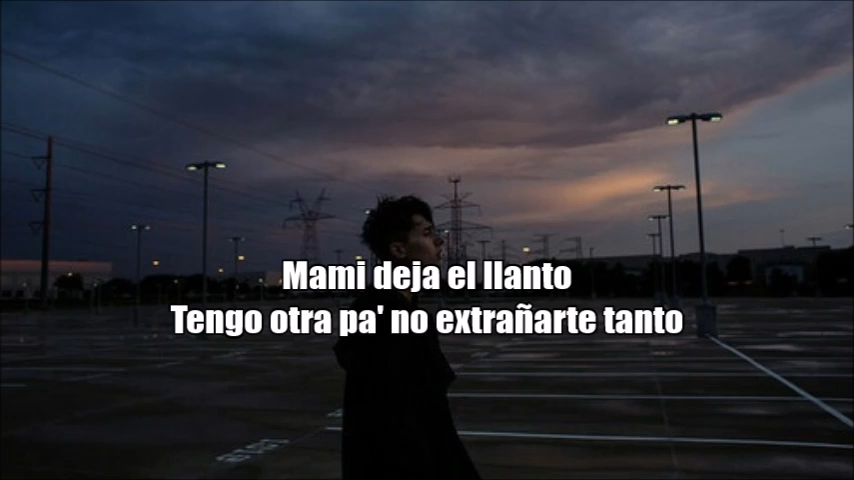 Mami deja el llanto
Tengo otra pa' no extrañarte tanto